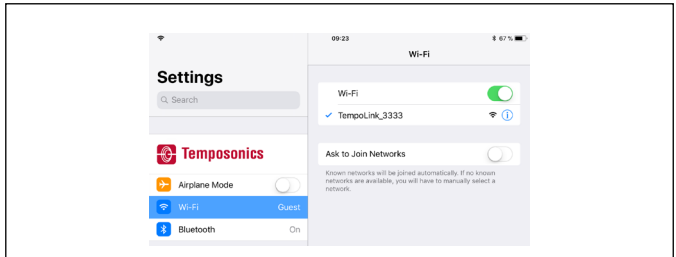 09:23
67 %
Wi-Fi
Settings
Search
Wi-Fi
TempoLink_3333
Temposonics
Ask to Join Networks
Known networks will be joined automatically. If no known
networks are available, you will have to manually select a
network.
Airplane Mode
Wi-Fi Guest
Bluetooth On